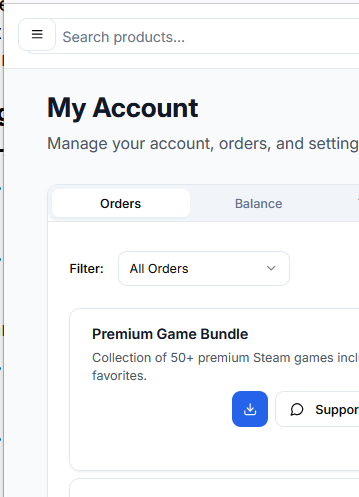 Search products...
My Account
Manage your account, orders, and setting
Orders Balance
Filter: All Orders
Premium Game Bundle
Collection of 50+ premium Steam games incl
favorites.
Suppor